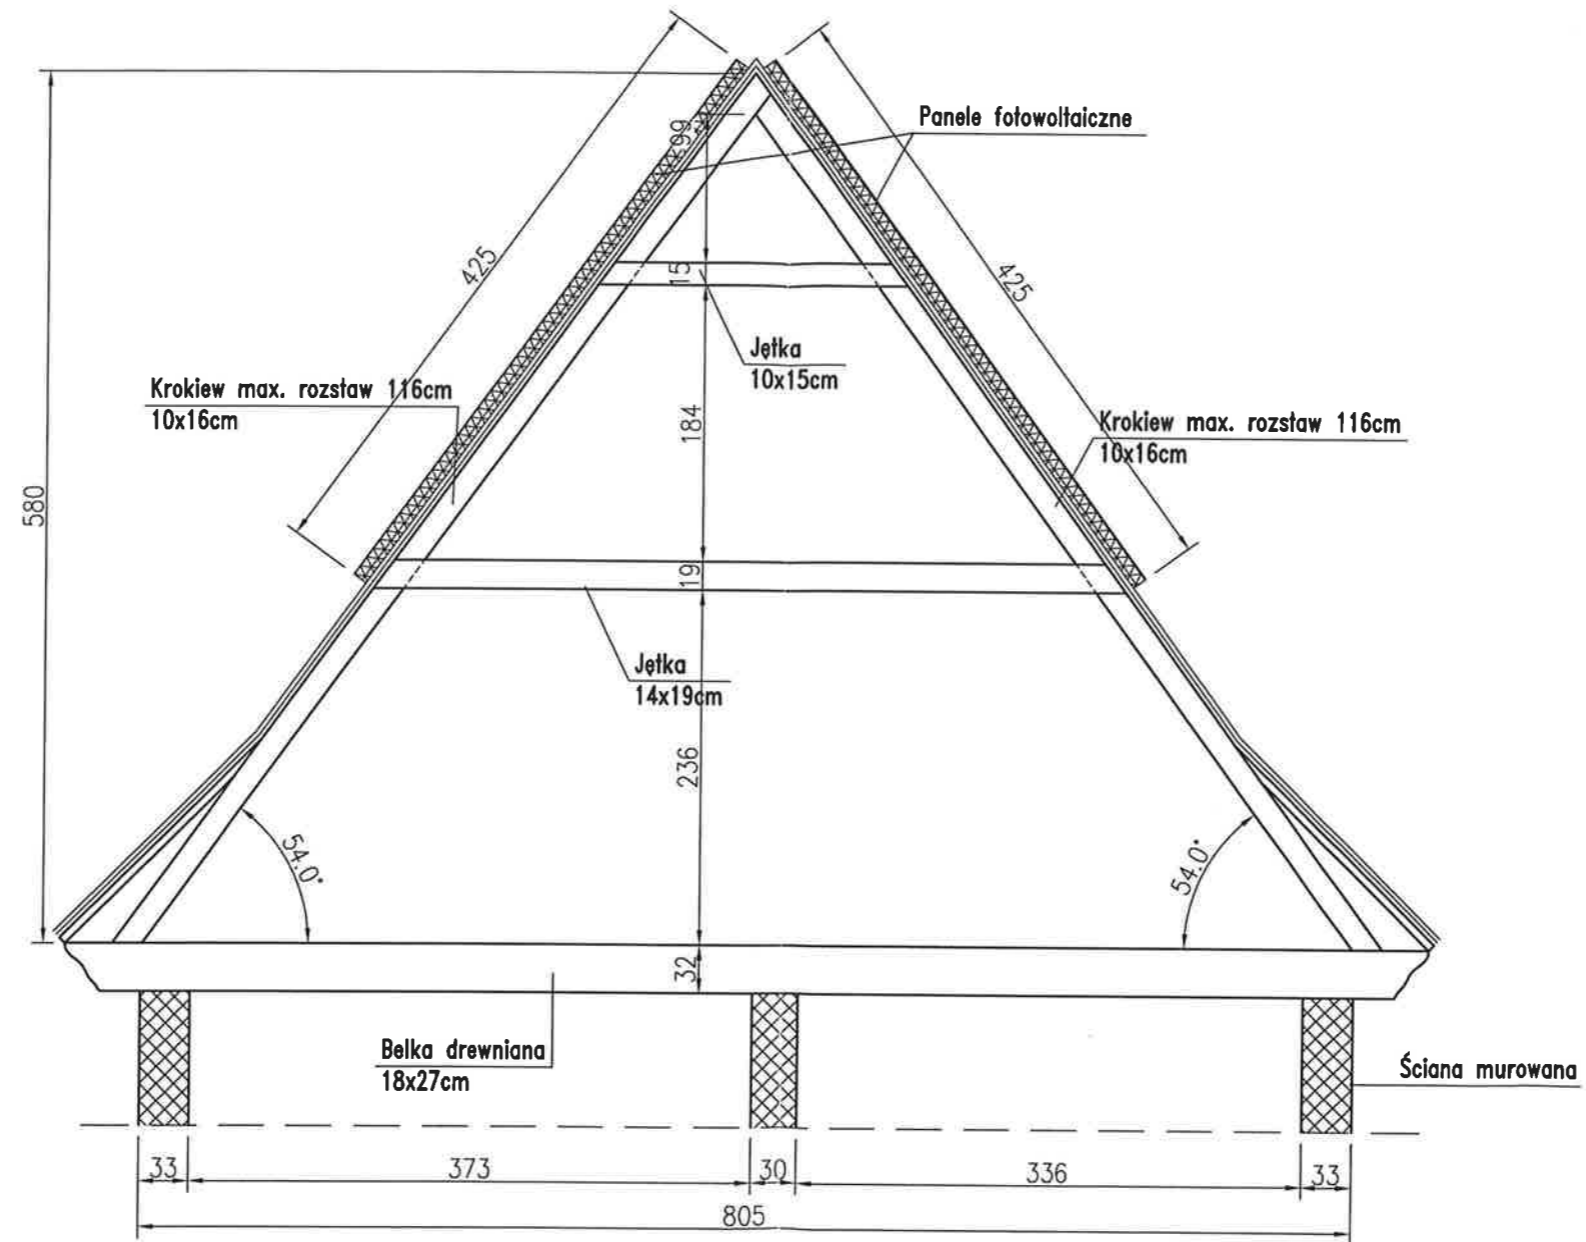 Panele fotowoltaiczne
425
425
99
15
Jętka
10x15cm
Krokiew max. rozstaw 116cm
10x16cm
184
Krokiew max. rozstaw 116cm
10x16cm
580
19
Jętka
14x19cm
236
54.0°
54.0°
32
Belka drewniana
18x27cm
Ściana murowana
33
373
30
336
33
805